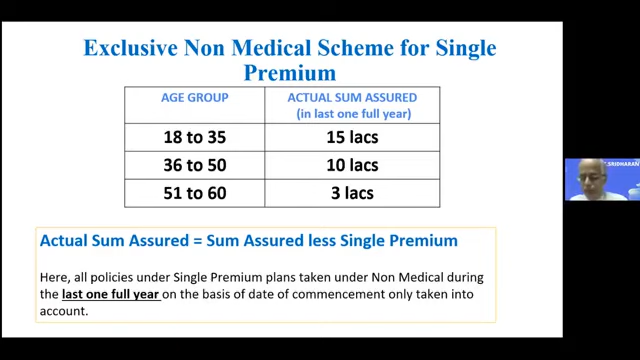 Exclusive Non Medical Scheme for Single
Premium
AGE GROUP
ACTUAL SUM ASSURED
(in last one full year)
18 to 35
15 lacs
36 to 50
10 lacs
51 to 60
3 lacs
Actual Sum Assured = Sum Assured less Single Premium
Here, all policies under Single Premium plans taken under Non Medical during
the last one full year on the basis of date of commencement only taken into
account.
SRIDHARAN